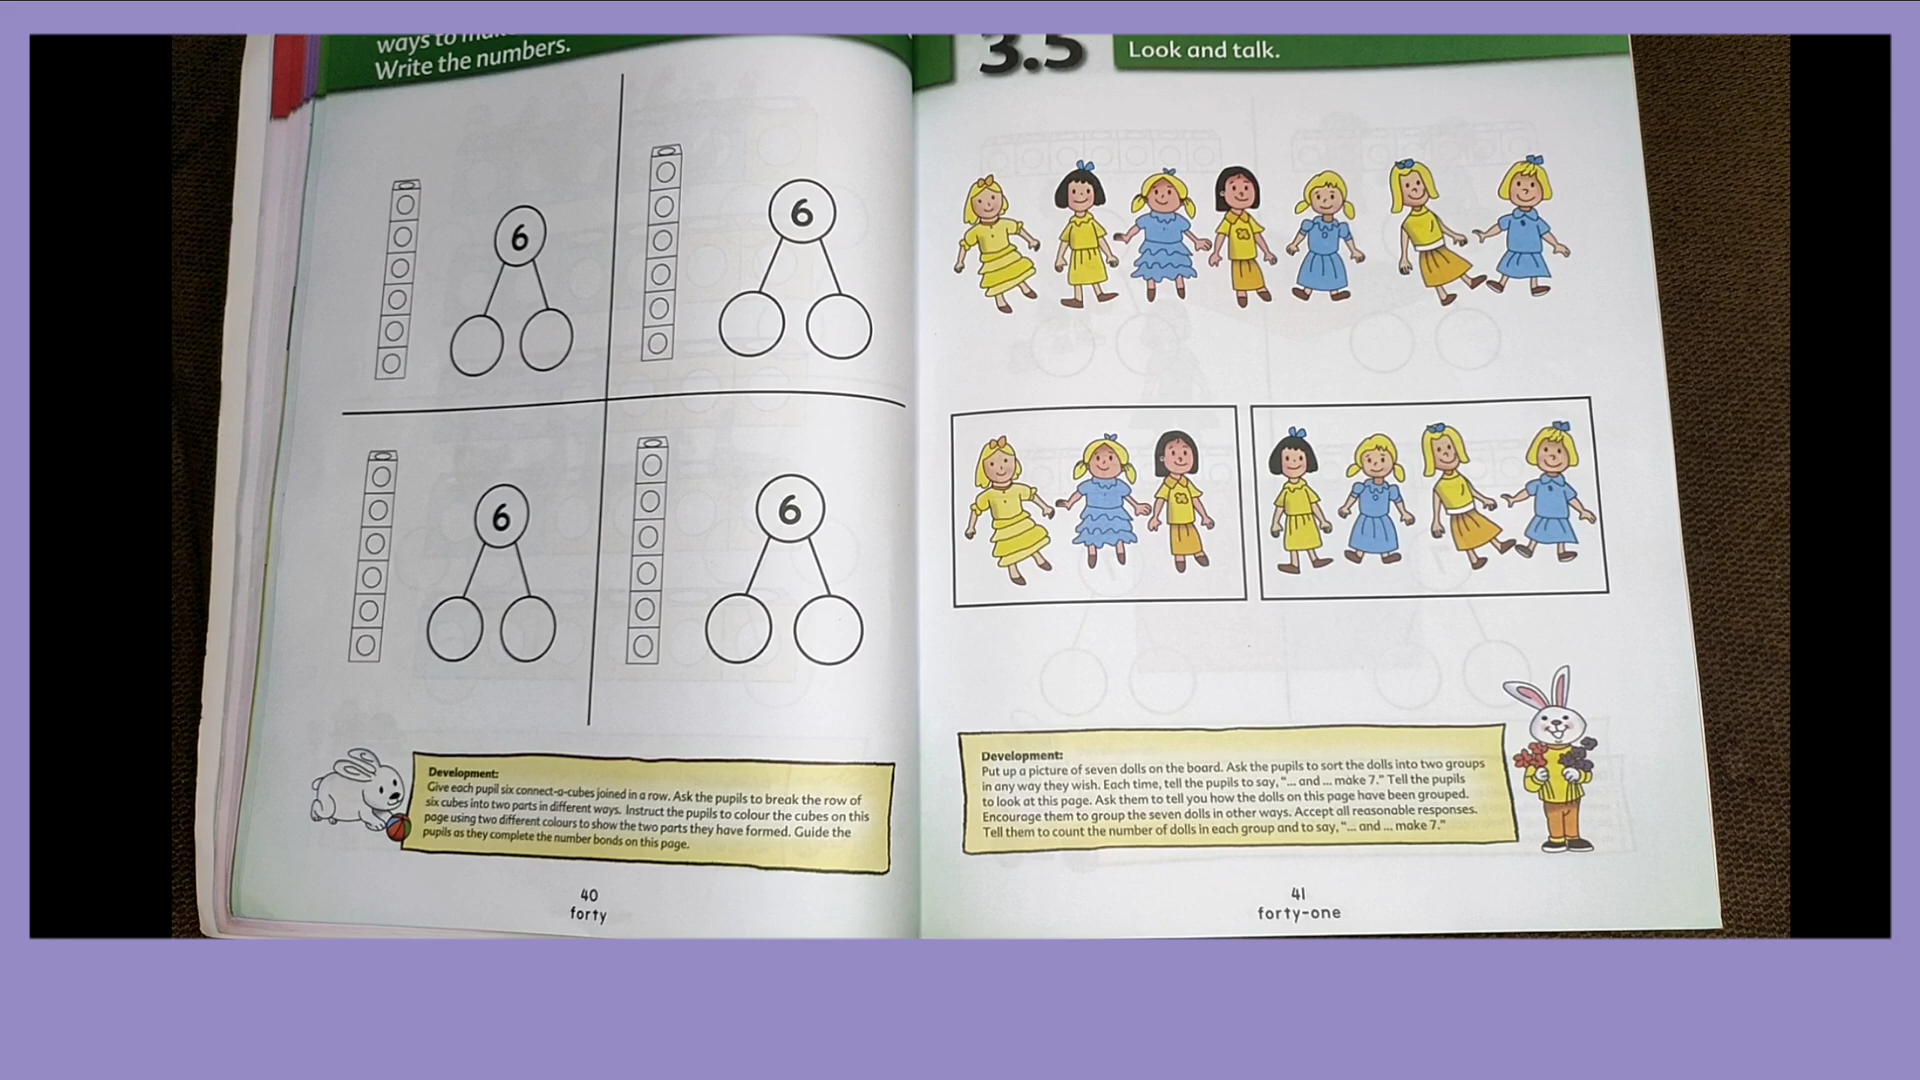 ways to make
Write the numbers.
6
6
6
6
Development:
Give each pupil six connect-a-cubes joined in a row. Ask the pupils to break the row of
six cubes into two parts in different ways. Instruct the pupils to colour the cubes on this
page using two different colours to show the two parts they have formed. Guide the
pupils as they complete the number bonds on this page.
40
forty
3.5
Look and talk.
Development:
Put up a picture of seven dolls on the board. Ask the pupils to sort the dolls into two groups
in any way they wish. Each time, tell the pupils to say, “... and ... make 7.” Tell the pupils
to look at this page. Ask them to tell you how the dolls on this page have been grouped.
Encourage them to group the seven dolls in other ways. Accept all reasonable responses.
Tell them to count the number of dolls in each group and to say, “... and ... make 7.”
41
forty-one